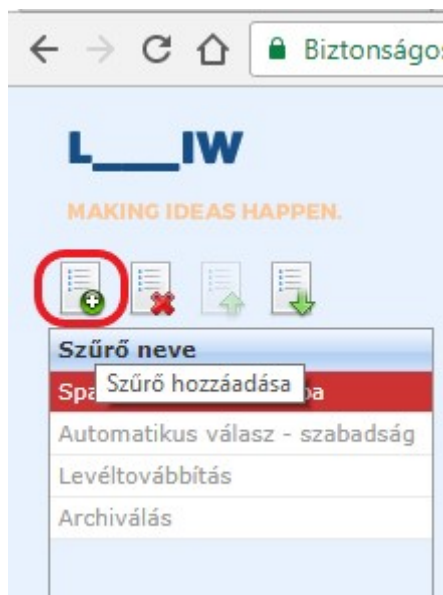 Biztonságos
L___IW
MAKING IDEAS HAPPEN.
Szűrő neve
Szűrő hozzáadása
Automatikus válasz - szabadság
Levéltovábbítás
Archiválás